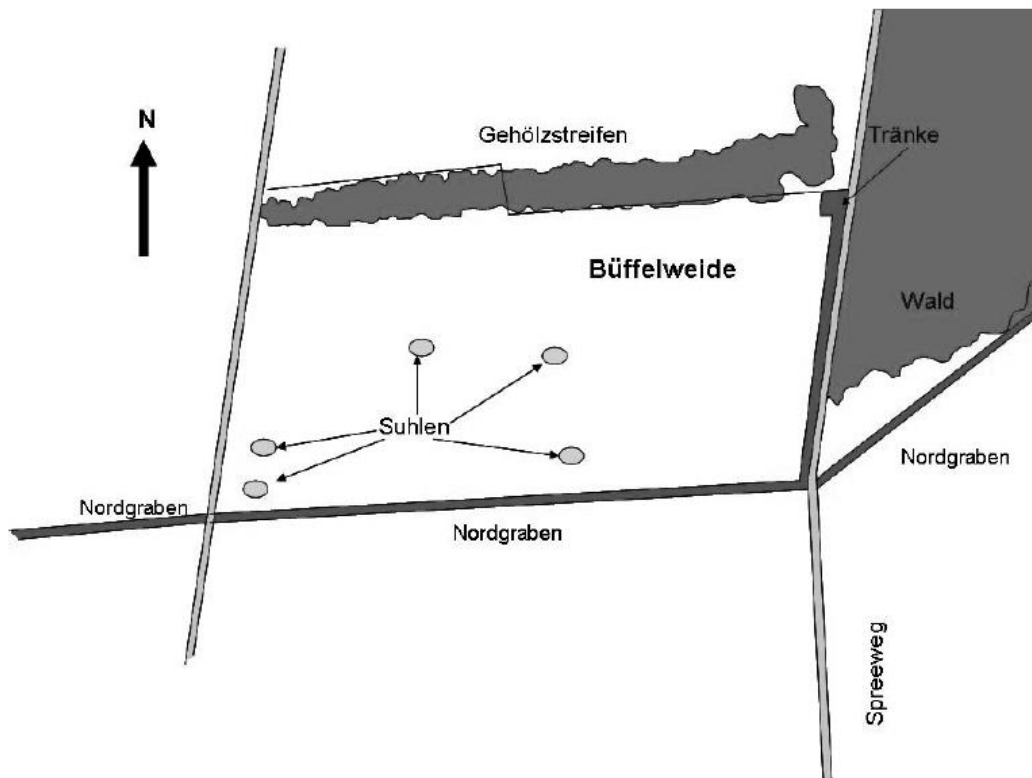 N
Gehölzstreifen
Tränke
Büffelweide
Wald
Suhlen
Nordgraben
Nordgraben
Nordgraben
Spreeweg